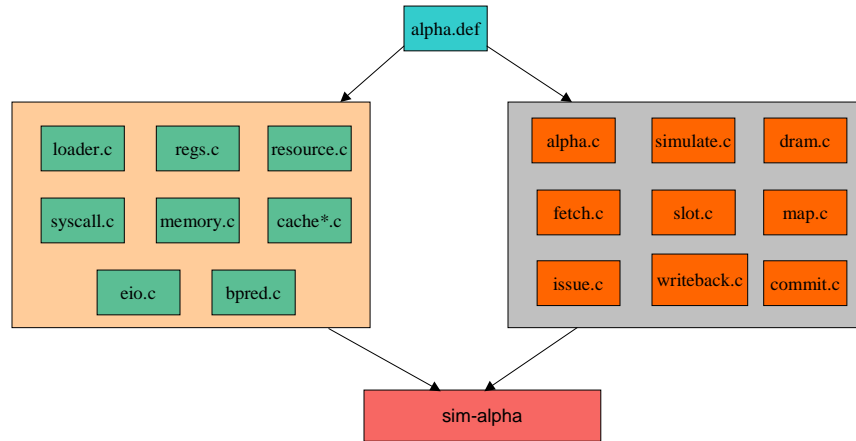 alpha.def
loader.c
regs.c
resource.c
syscall.c
memory.c
cache*.c
eio.c
bpred.c
alpha.c
simulate.c
dram.c
fetch.c
slot.c
map.c
issue.c
writeback.c
commit.c
sim-alpha